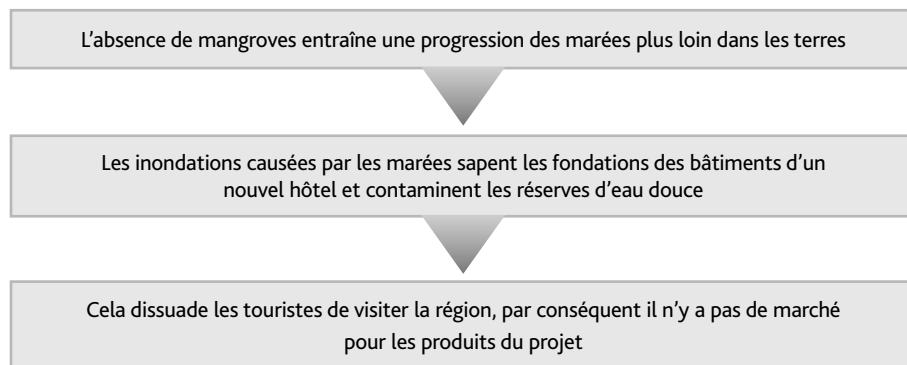 L’absence de mangroves entraîne une progression des marées plus loin dans les terres
Les inondations causées par les marées sapent les fondations des bâtiments d’un
nouvel hôtel et contaminent les réserves d’eau douce
Cela dissuade les touristes de visiter la région, par conséquent il n’y a pas de marché
pour les produits du projet